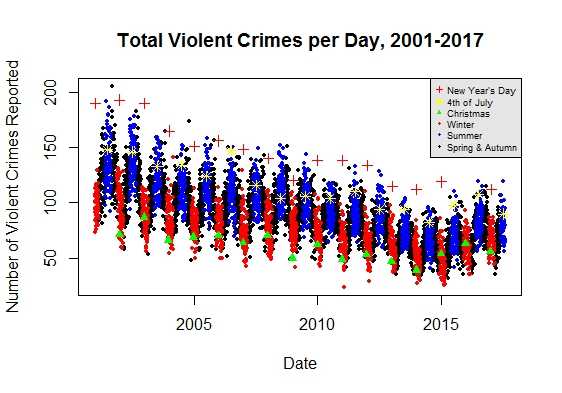 Total Violent Crimes per Day, 2001-2017
Number of Violent Crimes Reported
200
150
100
50
New Year's Day
4th of July
Christmas
Winter
Summer
Spring & Autumn
2005
2010
2015
Date